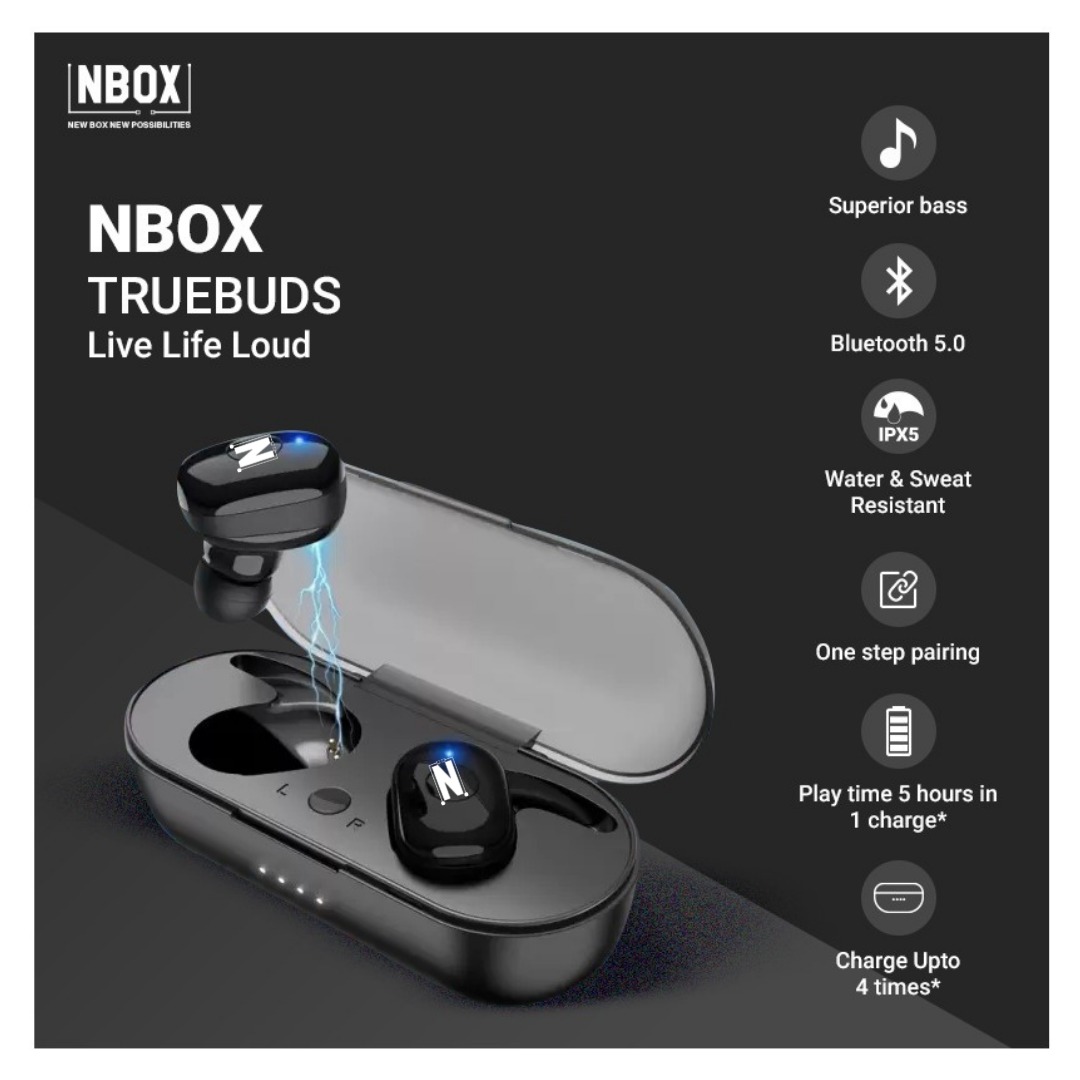 NBOX
NEW BOX NEW POSSIBILITIES
NBOX
TRUEBUDS
Live Life Loud
Superior bass
Bluetooth 5.0
IPX5
Water & Sweat
Resistant
One step pairing
Play time 5 hours in
1 charge*
Charge Upto
4 times*
N
N
L
R